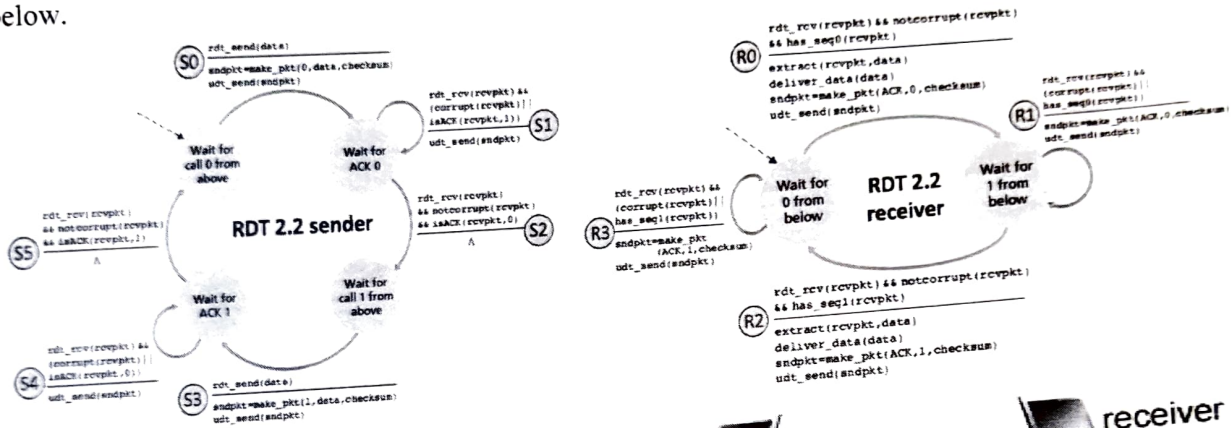 below.
S0
rdt_send(data)
sndpkt=make_pkt(0,data,checksum)
udt_send(sndpkt)
rdt_rcv(rcvpkt) &&
(corrupt(rcvpkt)||
isACK(rcvpkt,1))
udt_send(sndpkt)
S1
Wait for
call 0 from
above
Wait for
ACK 0
RDT 2.2 sender
rdt_rcv(rcvpkt)
&& notcorrupt(rcvpkt)
&& isACK(rcvpkt,0)
Λ
S2
rdt_rcv(rcvpkt)
&& notcorrupt(rcvpkt)
&& isACK(rcvpkt,1)
Λ
S5
Wait for
ACK 1
Wait for
call 1 from
above
rdt_rcv(rcvpkt) &&
(corrupt(rcvpkt)||
isACK(rcvpkt,0))
udt_send(sndpkt)
S4
S3
rdt_send(data)
sndpkt=make_pkt(1,data,checksum)
udt_send(sndpkt)
R0
rdt_rcv(rcvpkt) && notcorrupt(rcvpkt)
&& has_seq0(rcvpkt)
extract(rcvpkt,data)
deliver_data(data)
sndpkt=make_pkt(ACK,0,checksum)
udt_send(sndpkt)
R1
rdt_rcv(rcvpkt) &&
(corrupt(rcvpkt)||
has_seq0(rcvpkt))
sndpkt=make_pkt(ACK,0,checksum)
udt_send(sndpkt)
Wait for
0 from
below
RDT 2.2
receiver
Wait for
1 from
below
R3
rdt_rcv(rcvpkt) &&
(corrupt(rcvpkt)||
has_seq1(rcvpkt))
sndpkt=make_pkt
(ACK,1,checksum)
udt_send(sndpkt)
R2
rdt_rcv(rcvpkt) && notcorrupt(rcvpkt)
&& has_seq1(rcvpkt)
extract(rcvpkt,data)
deliver_data(data)
sndpkt=make_pkt(ACK,1,checksum)
udt_send(sndpkt)
receiver